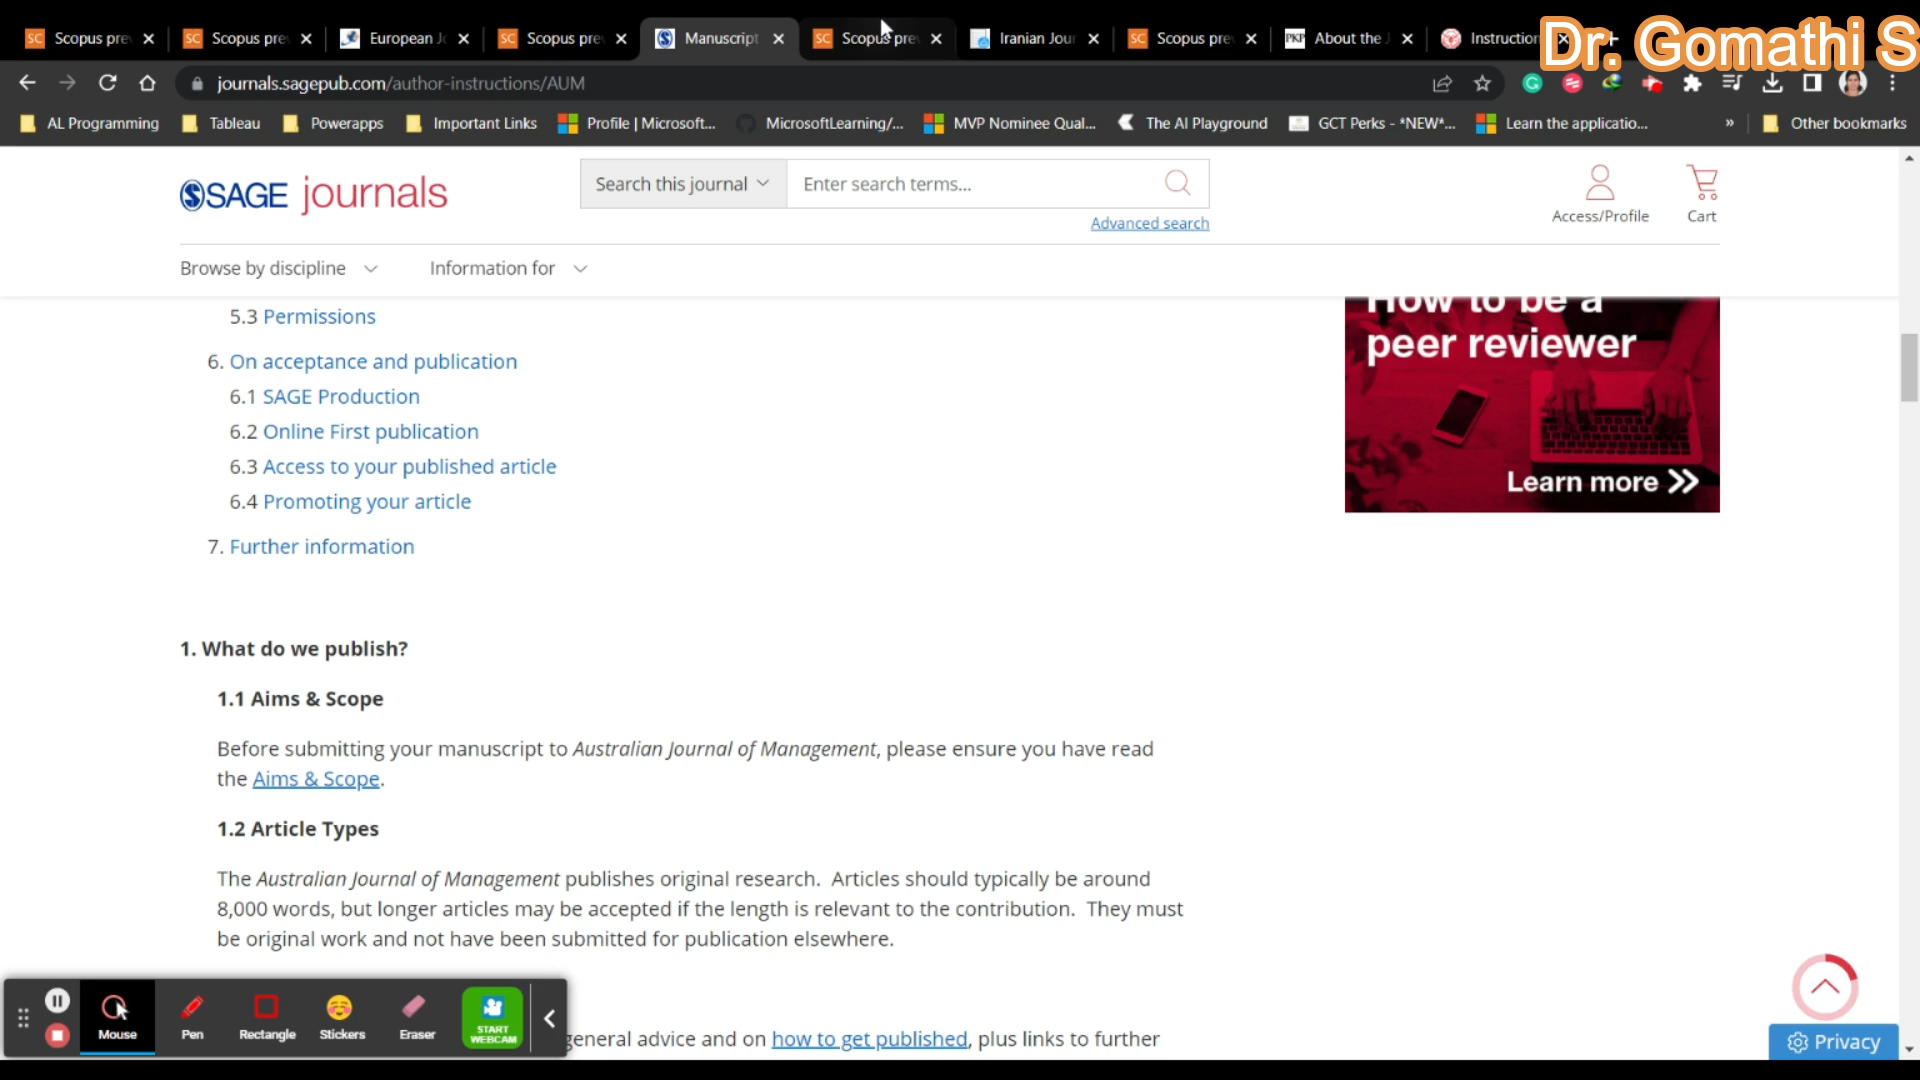 Scopus pre
Scopus pre
European Jo
Scopus pre
Manuscript
Scopus pre
Iranian Jour
Scopus pre
PKP About the J
Instruction
Dr. Gomathi S
journals.sagepub.com/author-instructions/AUM
AL Programming
Tableau
Powerapps
Important Links
Profile | Microsoft...
MicrosoftLearning/...
MVP Nominee Qual...
The AI Playground
GCT Perks - *NEW*...
Learn the applicatio...
»
Other bookmarks
SSAGE journals
Search this journal
Enter search terms...
Advanced search
Access/Profile
Cart
Browse by discipline
Information for
5.3 Permissions
6. On acceptance and publication
6.1 SAGE Production
6.2 Online First publication
6.3 Access to your published article
6.4 Promoting your article
7. Further information
How to be a
peer reviewer
Learn more
1. What do we publish?
1.1 Aims & Scope
Before submitting your manuscript to Australian Journal of Management, please ensure you have read
the Aims & Scope.
1.2 Article Types
The Australian Journal of Management publishes original research. Articles should typically be around
8,000 words, but longer articles may be accepted if the length is relevant to the contribution. They must
be original work and not have been submitted for publication elsewhere.
Mouse
Pen
Rectangle
Stickers
Eraser
START
WEBCAM
general advice and on how to get published, plus links to further
Privacy